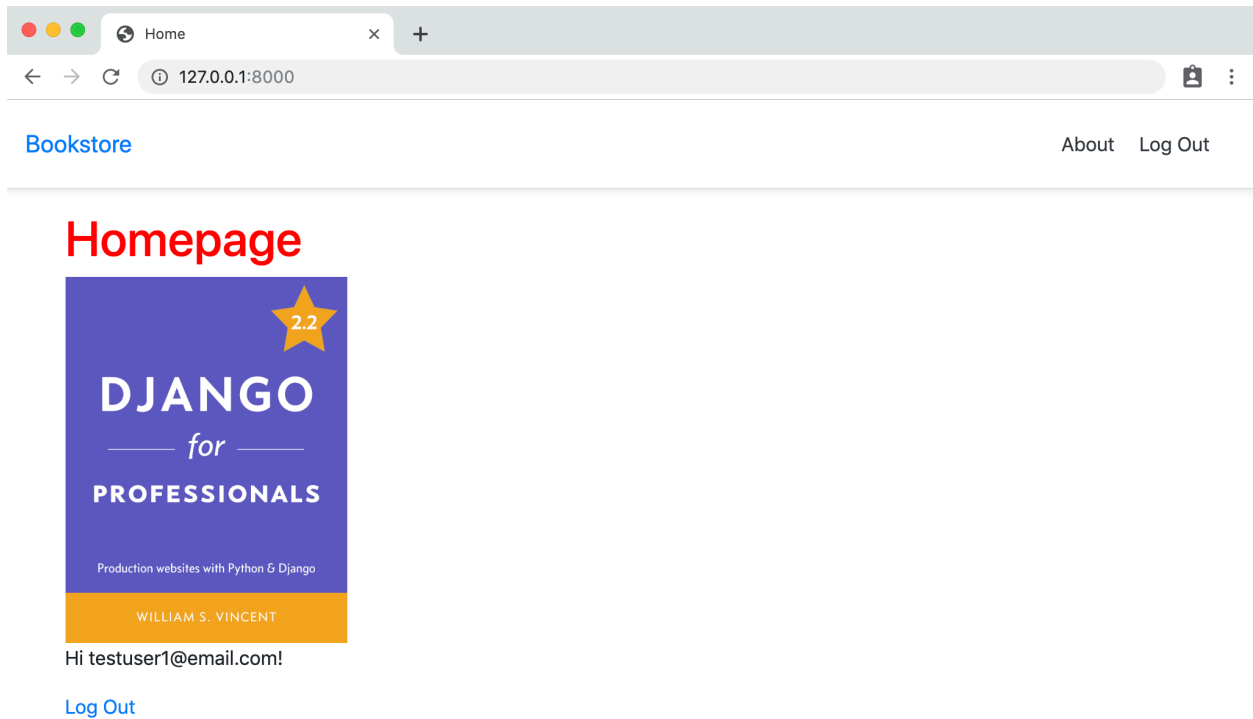 Home
127.0.0.1:8000
Bookstore About Log Out
Homepage
2.2
DJANGO
for
PROFESSIONALS
Production websites with Python & Django
WILLIAM S. VINCENT
Hi testuser1@email.com!
Log Out